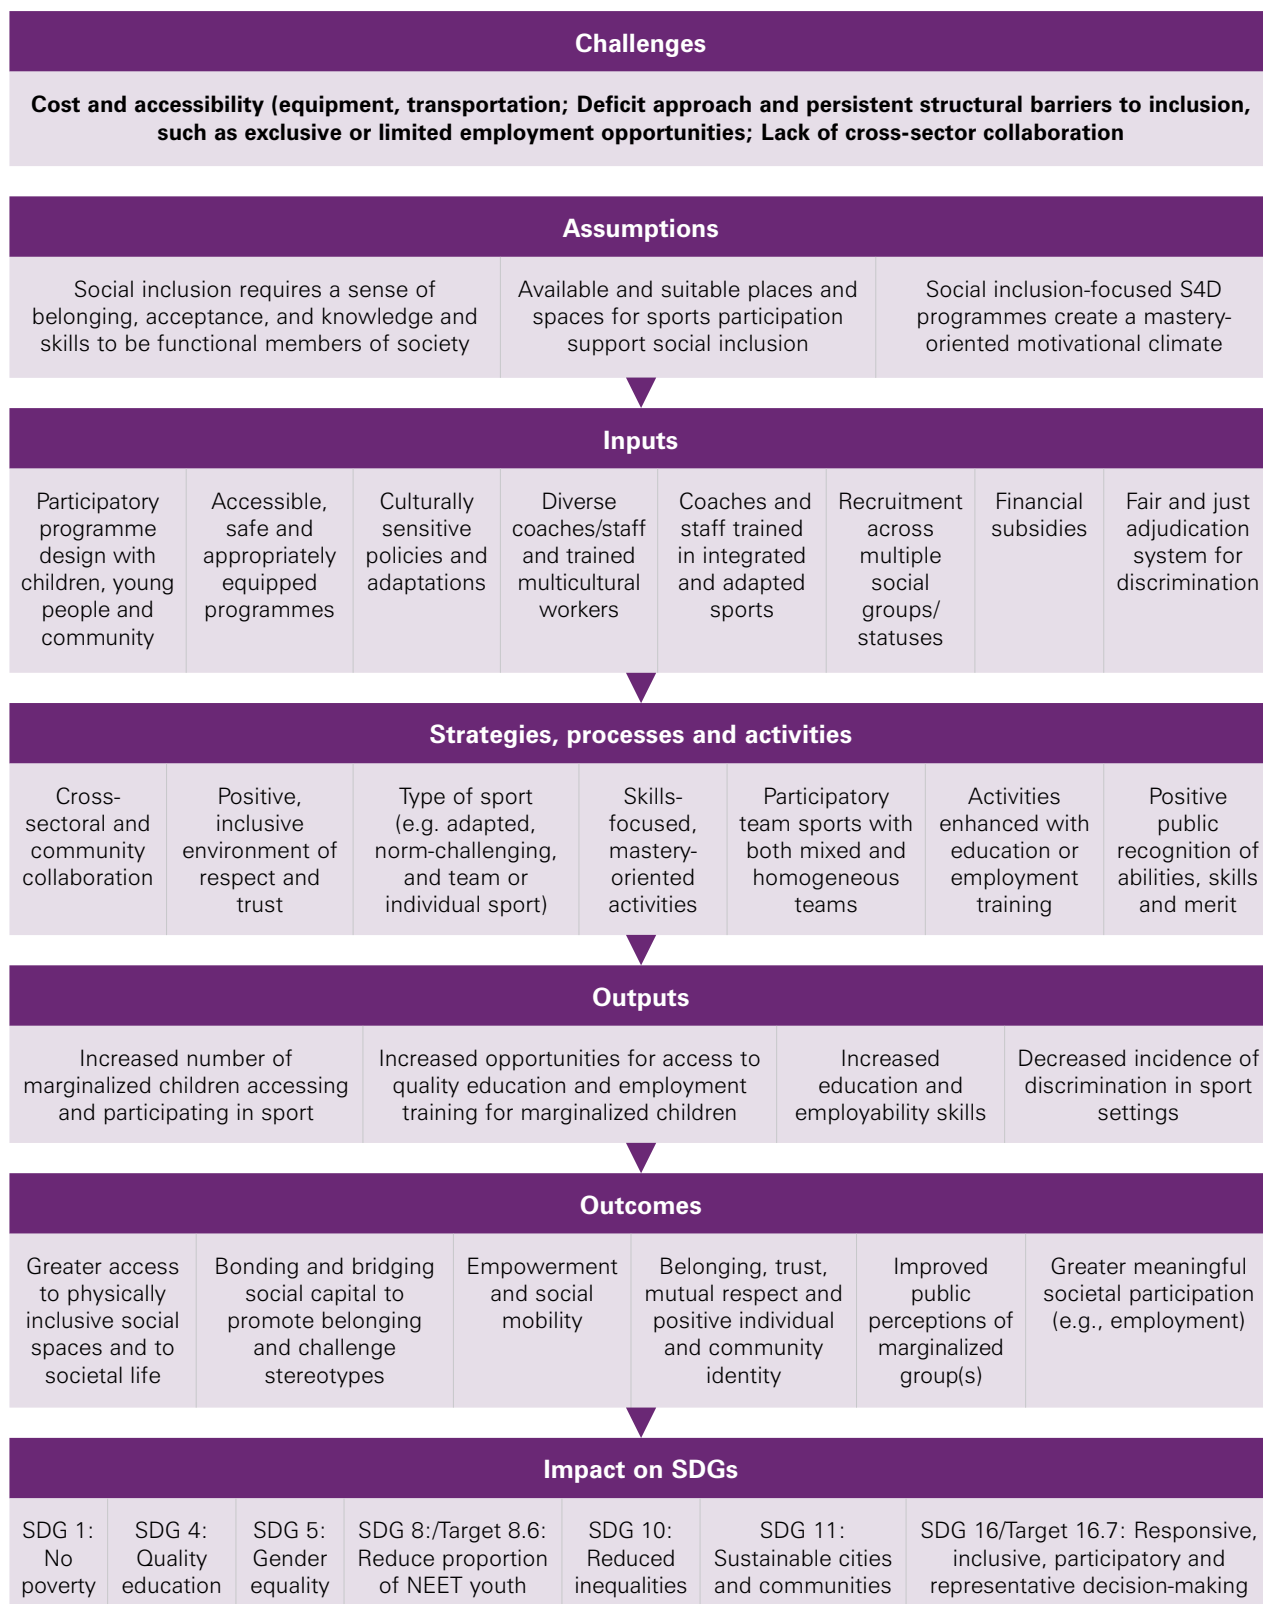 Challenges
Cost and accessibility (equipment, transportation; Deficit approach and persistent structural barriers to inclusion,
such as exclusive or limited employment opportunities; Lack of cross-sector collaboration
Assumptions
Social inclusion requires a sense of
belonging, acceptance, and knowledge and
skills to be functional members of society
Available and suitable places and
spaces for sports participation
support social inclusion
Social inclusion-focused S4D
programmes create a mastery-
oriented motivational climate
Inputs
Participatory
programme
design with
children, young
people and
community
Accessible,
safe and
appropriately
equipped
programmes
Culturally
sensitive
policies and
adaptations
Diverse
coaches/staff
and trained
multicultural
workers
Coaches and
staff trained
in integrated
and adapted
sports
Recruitment
across
multiple
social
groups/
statuses
Financial
subsidies
Fair and just
adjudication
system for
discrimination
Strategies, processes and activities
Cross-
sectoral and
community
collaboration
Positive,
inclusive
environment of
respect and
trust
Type of sport
(e.g. adapted,
norm-challenging,
and team or
individual sport)
Skills-
focused,
mastery-
oriented
activities
Participatory
team sports with
both mixed and
homogeneous
teams
Activities
enhanced with
education or
employment
training
Positive
public
recognition of
abilities, skills
and merit
Outputs
Increased number of
marginalized children accessing
and participating in sport
Increased opportunities for access to
quality education and employment
training for marginalized children
Increased
education and
employability skills
Decreased incidence of
discrimination in sport
settings
Outcomes
Greater access
to physically
inclusive social
spaces and to
societal life
Bonding and bridging
social capital to
promote belonging
and challenge
stereotypes
Empowerment
and social
mobility
Belonging, trust,
mutual respect and
positive individual
and community
identity
Improved
public
perceptions of
marginalized
group(s)
Greater meaningful
societal participation
(e.g., employment)
Impact on SDGs
SDG 1:
No
poverty
SDG 4:
Quality
education
SDG 5:
Gender
equality
SDG 8:/Target 8.6:
Reduce proportion
of NEET youth
SDG 10:
Reduced
inequalities
SDG 11:
Sustainable cities
and communities
SDG 16/Target 16.7: Responsive,
inclusive, participatory and
representative decision-making